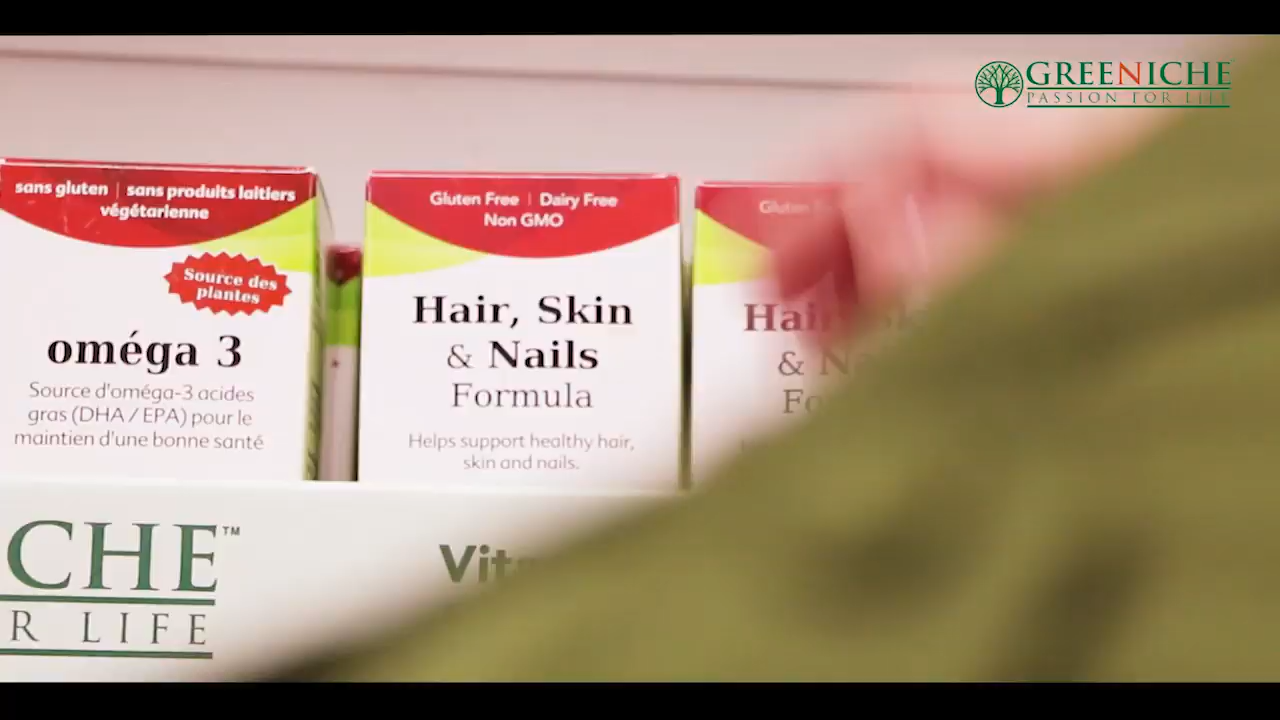 GREENICHE
PASSION FOR LIFE
sans gluten | sans produits laitiers
végétarienne
Source des
plantes
oméga 3
Source d'oméga-3 acides
gras (DHA / EPA) pour le
maintien d'une bonne santé
Gluten Free | Dairy Free
Non GMO
Hair, Skin
& Nails
Formula
Helps support healthy hair,
skin and nails.
Hair
&
CHE™
R LIFE